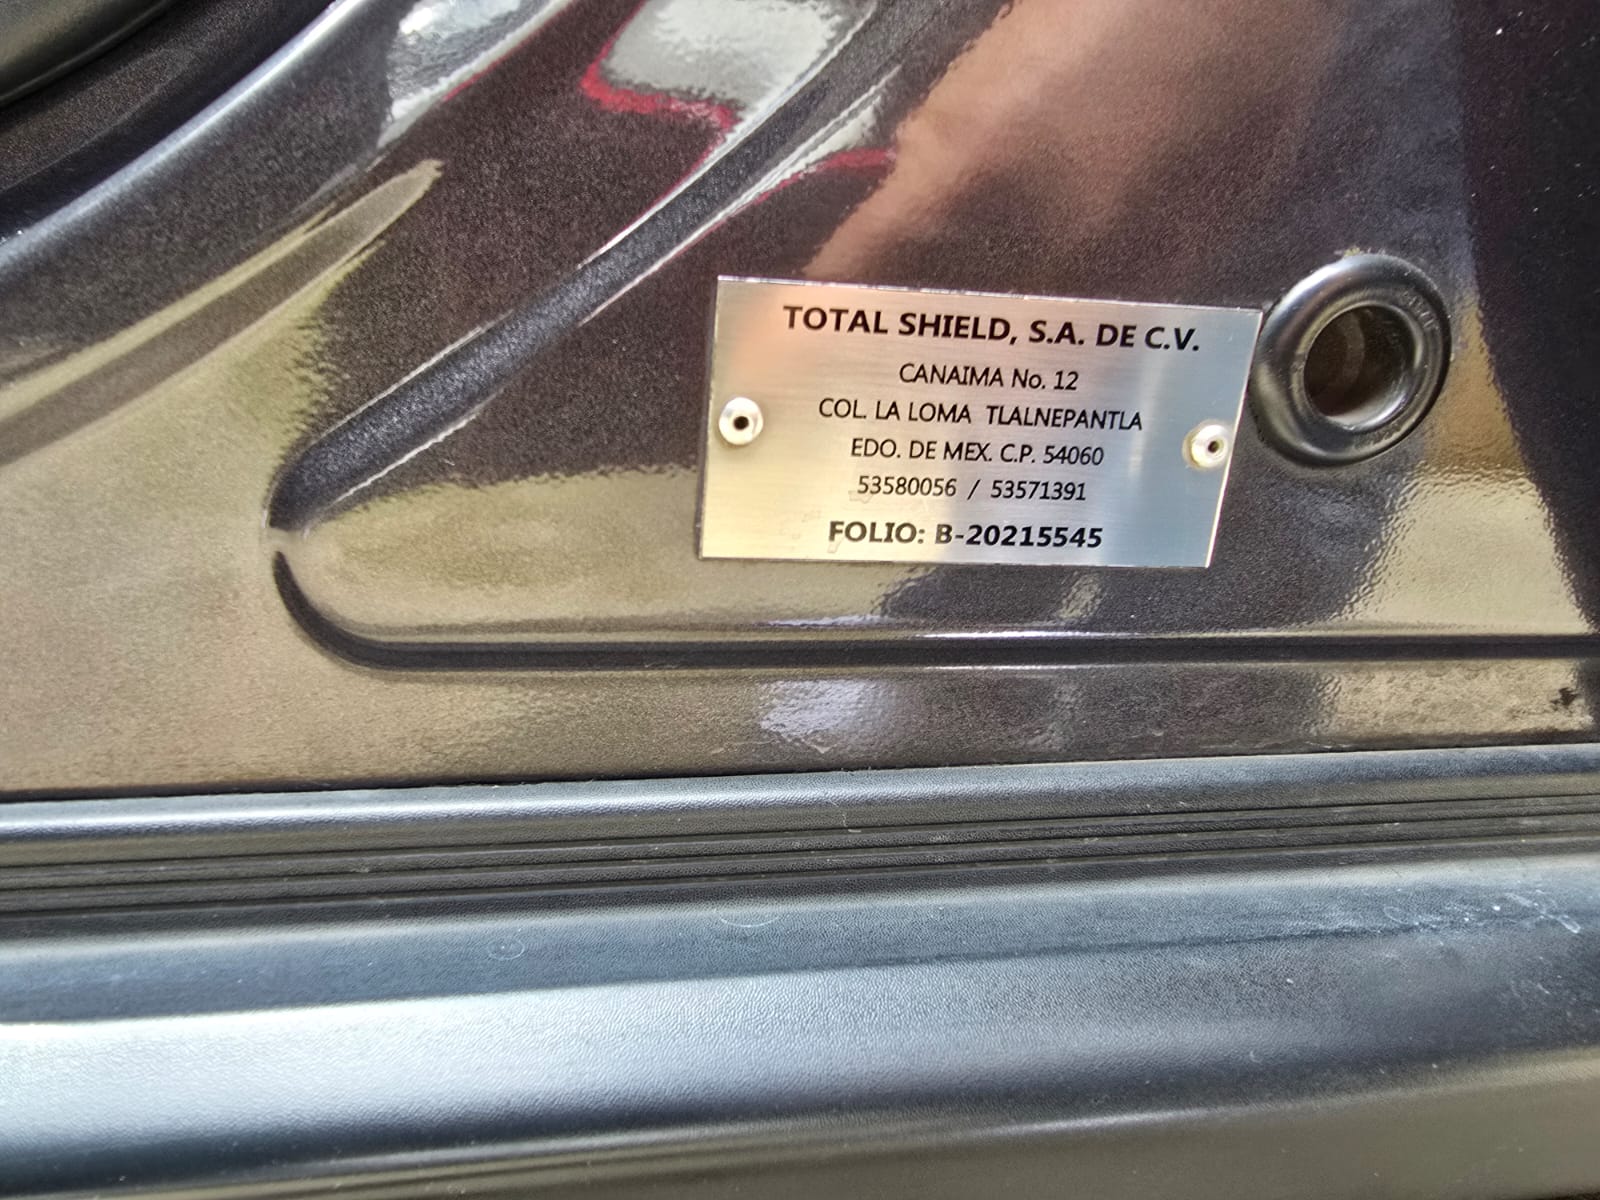 TOTAL SHIELD, S.A. DE C.V.
CANAIMA No. 12
COL. LA LOMA TLALNEPANTLA
EDO. DE MEX. C.P. 54060
53580056 / 53571391
FOLIO: B-20215545